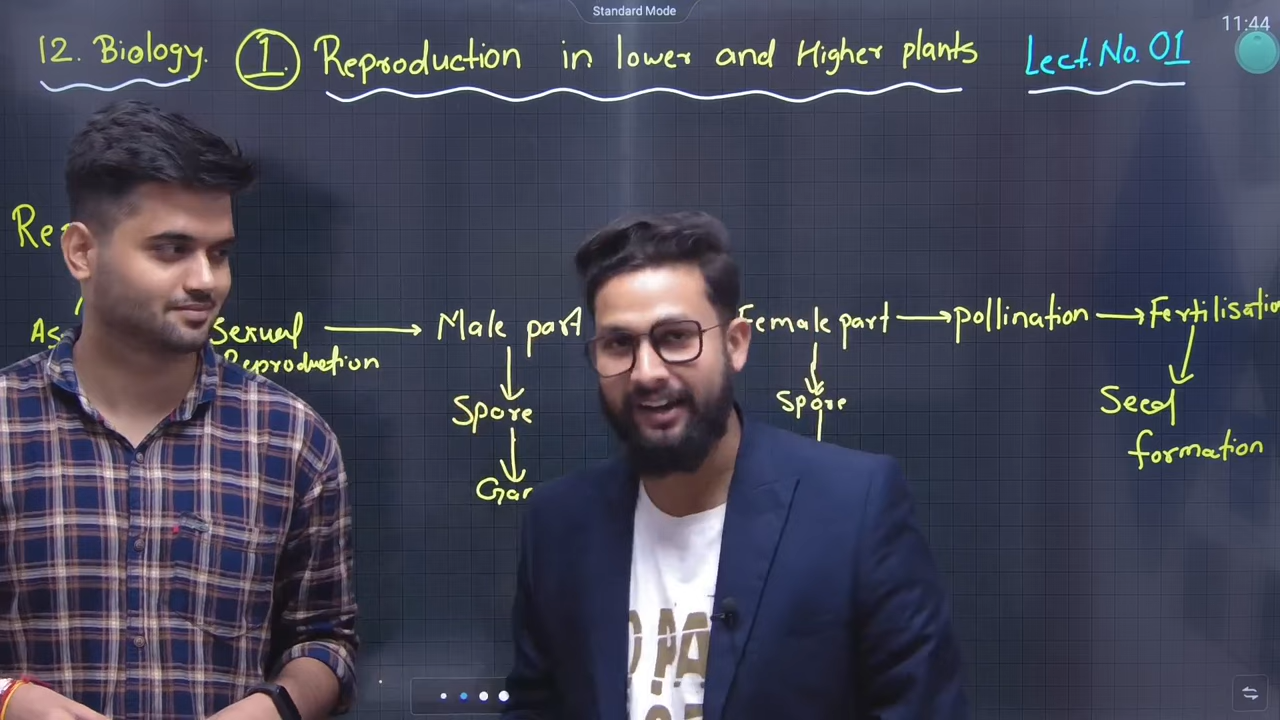 Standard Mode
11:44
12. Biology. 1. Reproduction in lower and Higher plants Lect. No. 01
Sexual → Male part Female part → pollination → Fertilisatio
Reproduction
Spore Spore Seed
formation